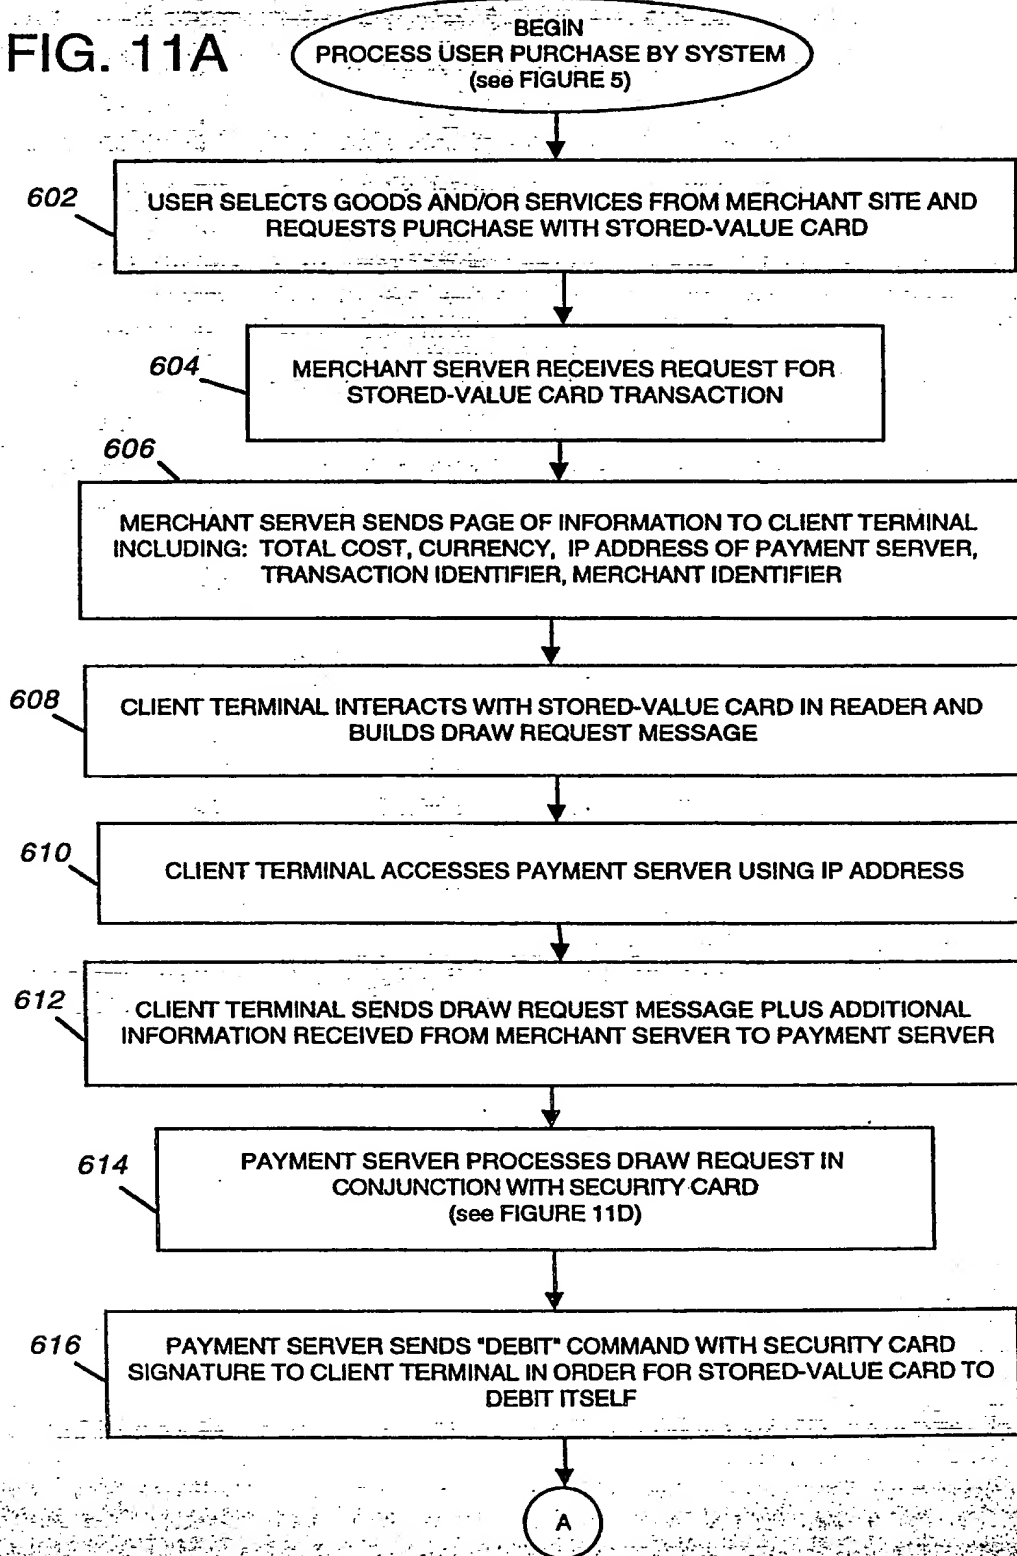 FIG. 11A
BEGIN
PROCESS USER PURCHASE BY SYSTEM
(see FIGURE 5)
602
USER SELECTS GOODS AND/OR SERVICES FROM MERCHANT SITE AND
REQUESTS PURCHASE WITH STORED-VALUE CARD
604
MERCHANT SERVER RECEIVES REQUEST FOR
STORED-VALUE CARD TRANSACTION
606
MERCHANT SERVER SENDS PAGE OF INFORMATION TO CLIENT TERMINAL
INCLUDING: TOTAL COST, CURRENCY, IP ADDRESS OF PAYMENT SERVER,
TRANSACTION IDENTIFIER, MERCHANT IDENTIFIER
608
CLIENT TERMINAL INTERACTS WITH STORED-VALUE CARD IN READER AND
BUILDS DRAW REQUEST MESSAGE
610
CLIENT TERMINAL ACCESSES PAYMENT SERVER USING IP ADDRESS
612
CLIENT TERMINAL SENDS DRAW REQUEST MESSAGE PLUS ADDITIONAL
INFORMATION RECEIVED FROM MERCHANT SERVER TO PAYMENT SERVER
614
PAYMENT SERVER PROCESSES DRAW REQUEST IN
CONJUNCTION WITH SECURITY CARD
(see FIGURE 11D)
616
PAYMENT SERVER SENDS "DEBIT" COMMAND WITH SECURITY CARD
SIGNATURE TO CLIENT TERMINAL IN ORDER FOR STORED-VALUE CARD TO
DEBIT ITSELF
A